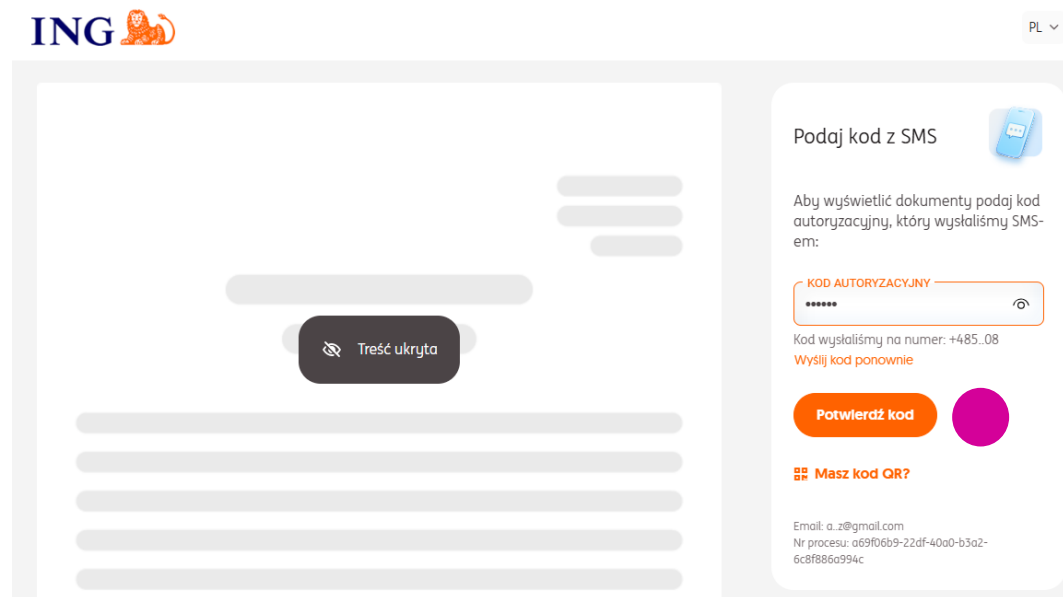 ING
PL
Podaj kod z SMS
Aby wyświetlić dokumenty podaj kod
autoryzacyjny, który wysłaliśmy SMS-
em:
KOD AUTORYZACYJNY
••••••
Kod wysłaliśmy na numer: +485..08
Wyślij kod ponownie
Treść ukryta
Potwierdź kod
Masz kod QR?
Email: a..z@gmail.com
Nr procesu: a69f06b9-22df-40a0-b3a2-
6c8f886a994c